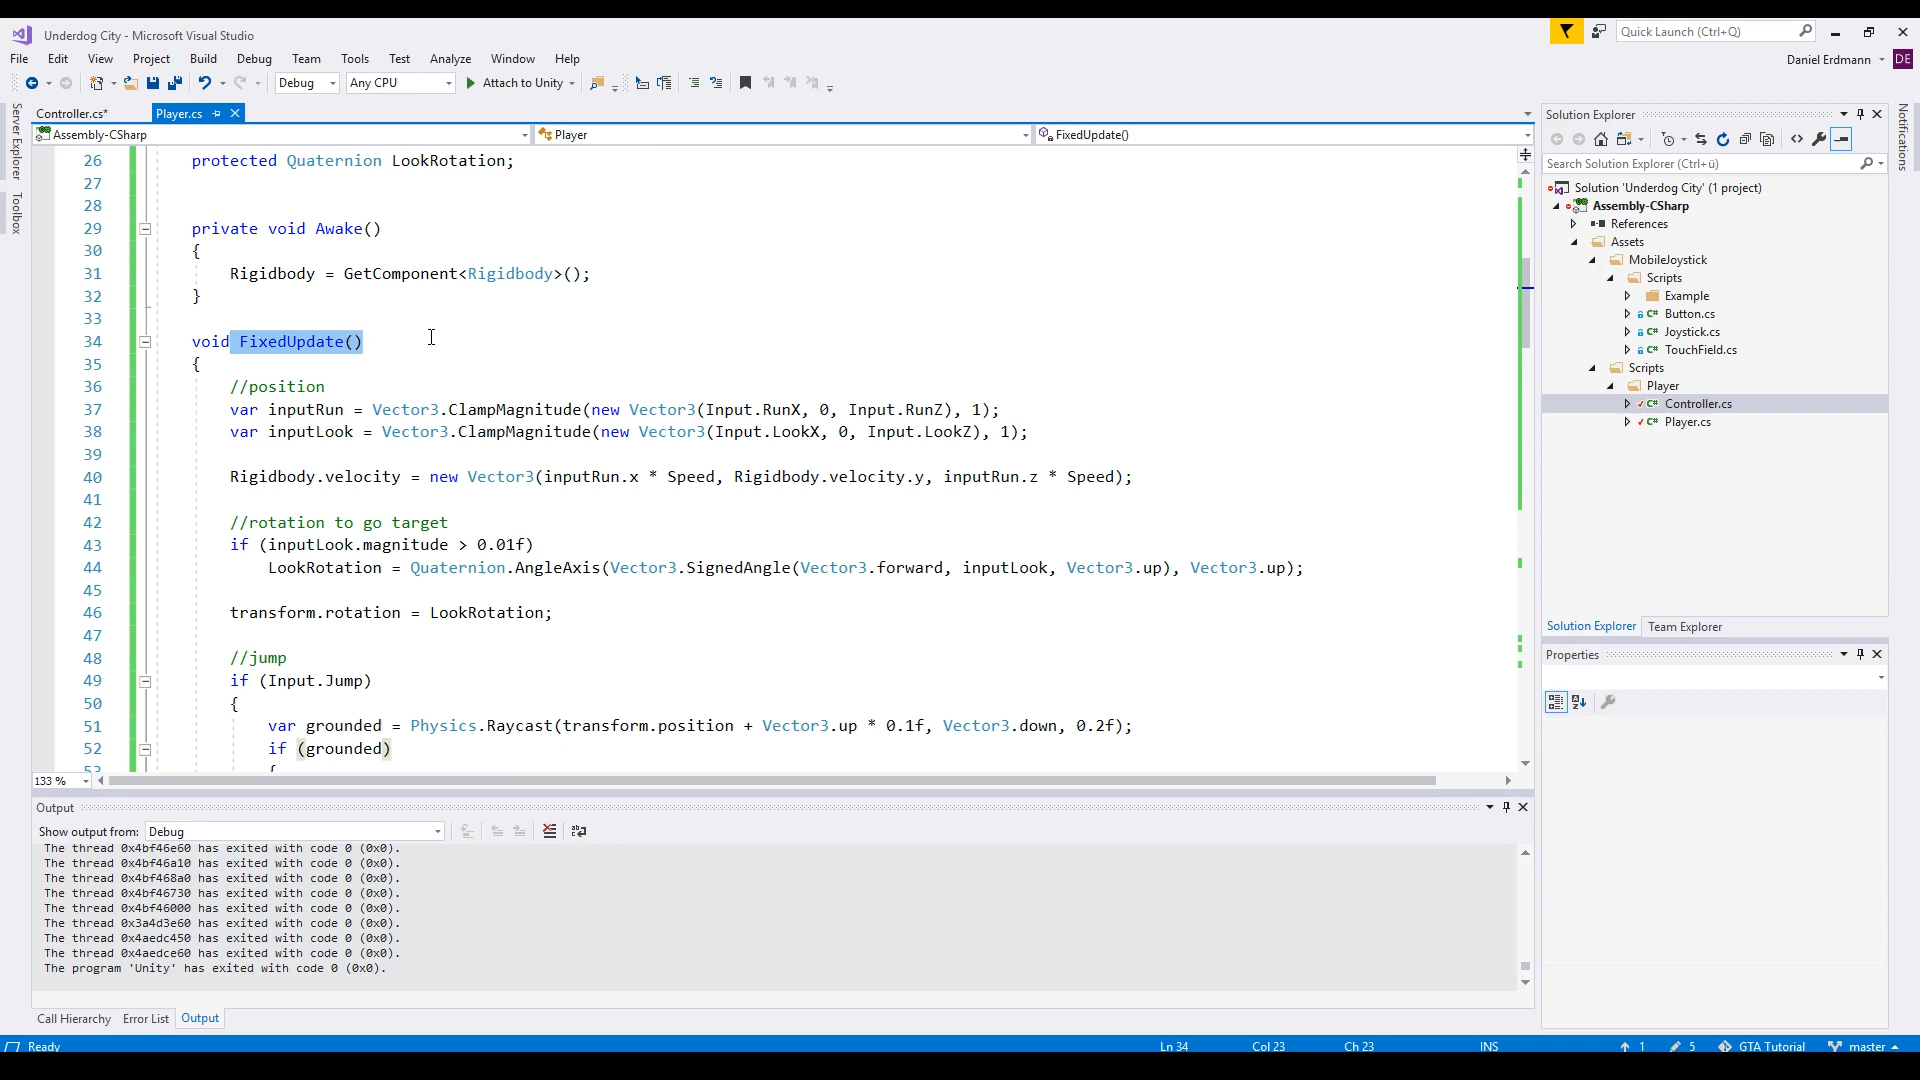 Underdog City - Microsoft Visual Studio
Quick Launch (Ctrl+Q)
File Edit View Project Build Debug Team Tools Test Analyze Window Help
Daniel Erdmann DE
Debug Any CPU Attach to Unity
Controller.cs* Player.cs
Assembly-CSharp Player FixedUpdate()
Server Explorer
Toolbox
26 protected Quaternion LookRotation;
27
28
29 private void Awake()
30 {
31 Rigidbody = GetComponent<Rigidbody>();
32 }
33
34 void FixedUpdate()
35 {
36 //position
37 var inputRun = Vector3.ClampMagnitude(new Vector3(Input.RunX, 0, Input.RunZ), 1);
38 var inputLook = Vector3.ClampMagnitude(new Vector3(Input.LookX, 0, Input.LookZ), 1);
39
40 Rigidbody.velocity = new Vector3(inputRun.x * Speed, Rigidbody.velocity.y, inputRun.z * Speed);
41
42 //rotation to go target
43 if (inputLook.magnitude > 0.01f)
44 LookRotation = Quaternion.AngleAxis(Vector3.SignedAngle(Vector3.forward, inputLook, Vector3.up), Vector3.up);
45
46 transform.rotation = LookRotation;
47
48 //jump
49 if (Input.Jump)
50 {
51 var grounded = Physics.Raycast(transform.position + Vector3.up * 0.1f, Vector3.down, 0.2f);
52 if (grounded)
53 {
133 %
Output
Show output from: Debug
The thread 0x4bf46e60 has exited with code 0 (0x0).
The thread 0x4bf46a10 has exited with code 0 (0x0).
The thread 0x4bf468a0 has exited with code 0 (0x0).
The thread 0x4bf46730 has exited with code 0 (0x0).
The thread 0x4bf46000 has exited with code 0 (0x0).
The thread 0x3a4d3e60 has exited with code 0 (0x0).
The thread 0x4aedc450 has exited with code 0 (0x0).
The thread 0x4aedce60 has exited with code 0 (0x0).
The program 'Unity' has exited with code 0 (0x0).
Call Hierarchy Error List Output
Solution Explorer
Search Solution Explorer (Ctrl+ü)
Solution 'Underdog City' (1 project)
Assembly-CSharp
References
Assets
MobileJoystick
Scripts
Example
C# Button.cs
C# Joystick.cs
C# TouchField.cs
Scripts
Player
C# Controller.cs
C# Player.cs
Solution Explorer Team Explorer
Properties
Notifications
Ready Ln 34 Col 23 Ch 23 INS 1 5 GTA Tutorial master